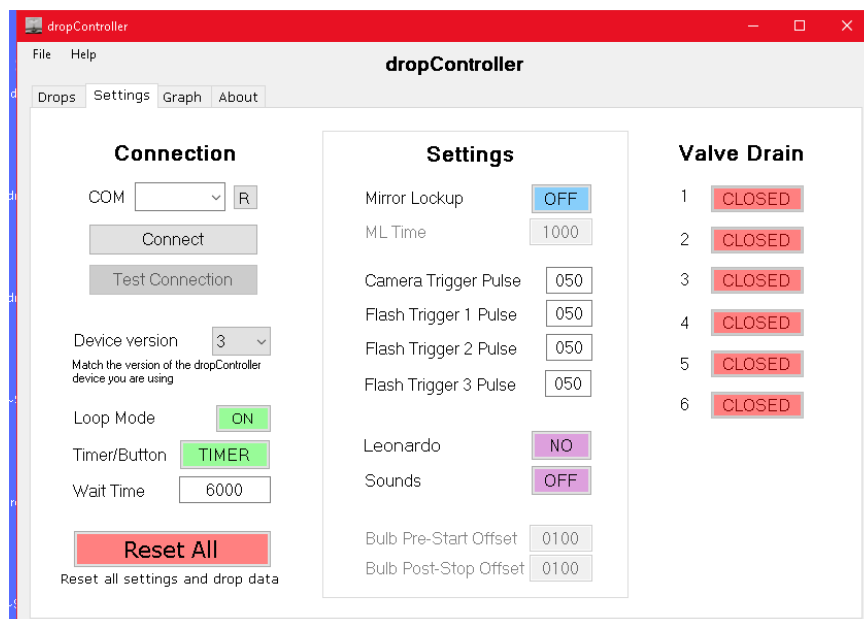 dropController
File Help
dropController
Drops Settings Graph About
Connection
COM R
Connect
Test Connection
Device version 3
Match the version of the dropController
device you are using
Loop Mode ON
Timer/Button TIMER
Wait Time 6000
Reset All
Reset all settings and drop data
Settings
Mirror Lockup OFF
ML Time 1000
Camera Trigger Pulse 050
Flash Trigger 1 Pulse 050
Flash Trigger 2 Pulse 050
Flash Trigger 3 Pulse 050
Leonardo NO
Sounds OFF
Bulb Pre-Start Offset 0100
Bulb Post-Stop Offset 0100
Valve Drain
1 CLOSED
2 CLOSED
3 CLOSED
4 CLOSED
5 CLOSED
6 CLOSED